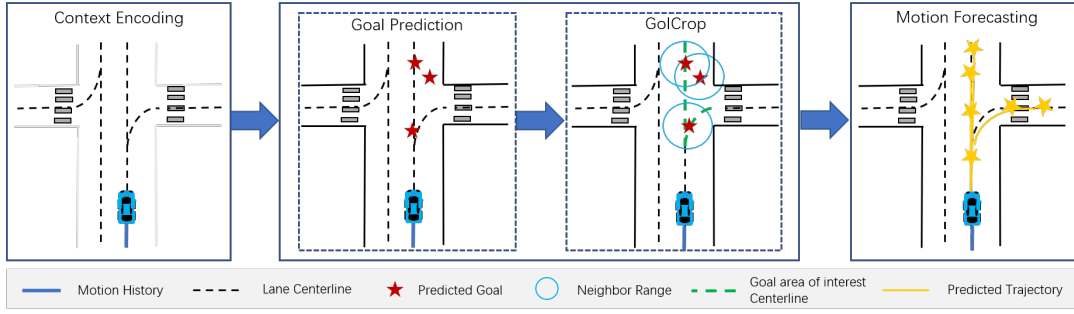 Context Encoding
Goal Prediction
GoICrop
Motion Forecasting
Motion History
Lane Centerline
Predicted Goal
Neighbor Range
Goal area of interest
Centerline
Predicted Trajectory